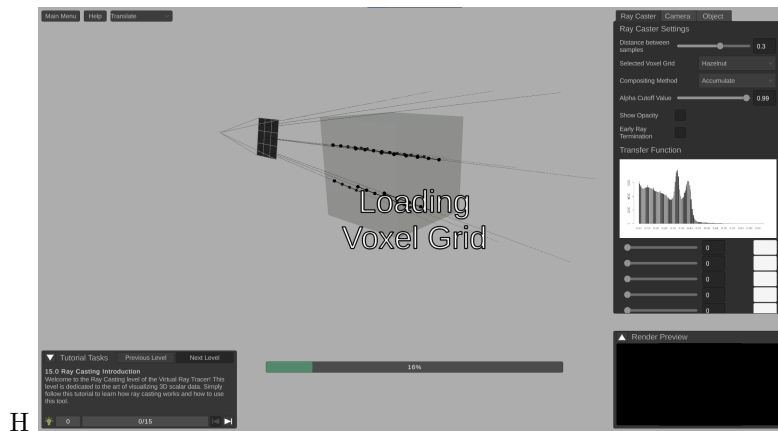 Main Menu Help Translate
Ray Caster Camera Object
Ray Caster Settings
Distance between
samples
0.3
Selected Voxel Grid Hazelnut
Compositing Method Accumulate
Alpha Cutoff Value 0.99
Show Opacity
Early Ray
Termination
Transfer Function
0
0
0
0
0
Loading
Voxel Grid
16%
Tutorial Tasks Previous Level Next Level
15.0 Ray Casting Introduction
Welcome to the Ray Casting level of the Virtual Ray Tracer! This
level is dedicated to the art of visualizing 3D scalar data. Simply
follow this tutorial to learn how ray casting works and how to use
this tool.
0 0/15
Render Preview
H